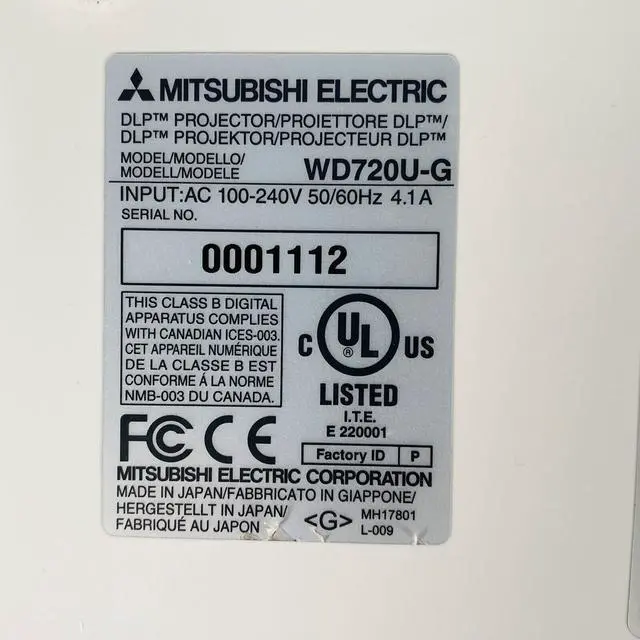 MITSUBISHI ELECTRIC
DLP™ PROJECTOR/PROIETTORE DLP™/
DLP™ PROJEKTOR/PROJECTEUR DLP™
MODEL/MODELLO/
MODELL/MODELE WD720U-G
INPUT:AC 100-240V 50/60Hz 4.1A
SERIAL NO.
0001112
THIS CLASS B DIGITAL
APPARATUS COMPLIES
WITH CANADIAN ICES-003.
CET APPAREIL NUMÉRIQUE
DE LA CLASSE B EST
CONFORME Á LA NORME
NMB-003 DU CANADA.
C UL ® US
LISTED
I.T.E.
E 220001
FC CE
Factory ID P
MITSUBISHI ELECTRIC CORPORATION
MADE IN JAPAN/FABBRICATO IN GIAPPONE/
HERGESTELLT IN JAPAN/
FABRIQUÉ AU JAPON
<G>
MH17801
L-009